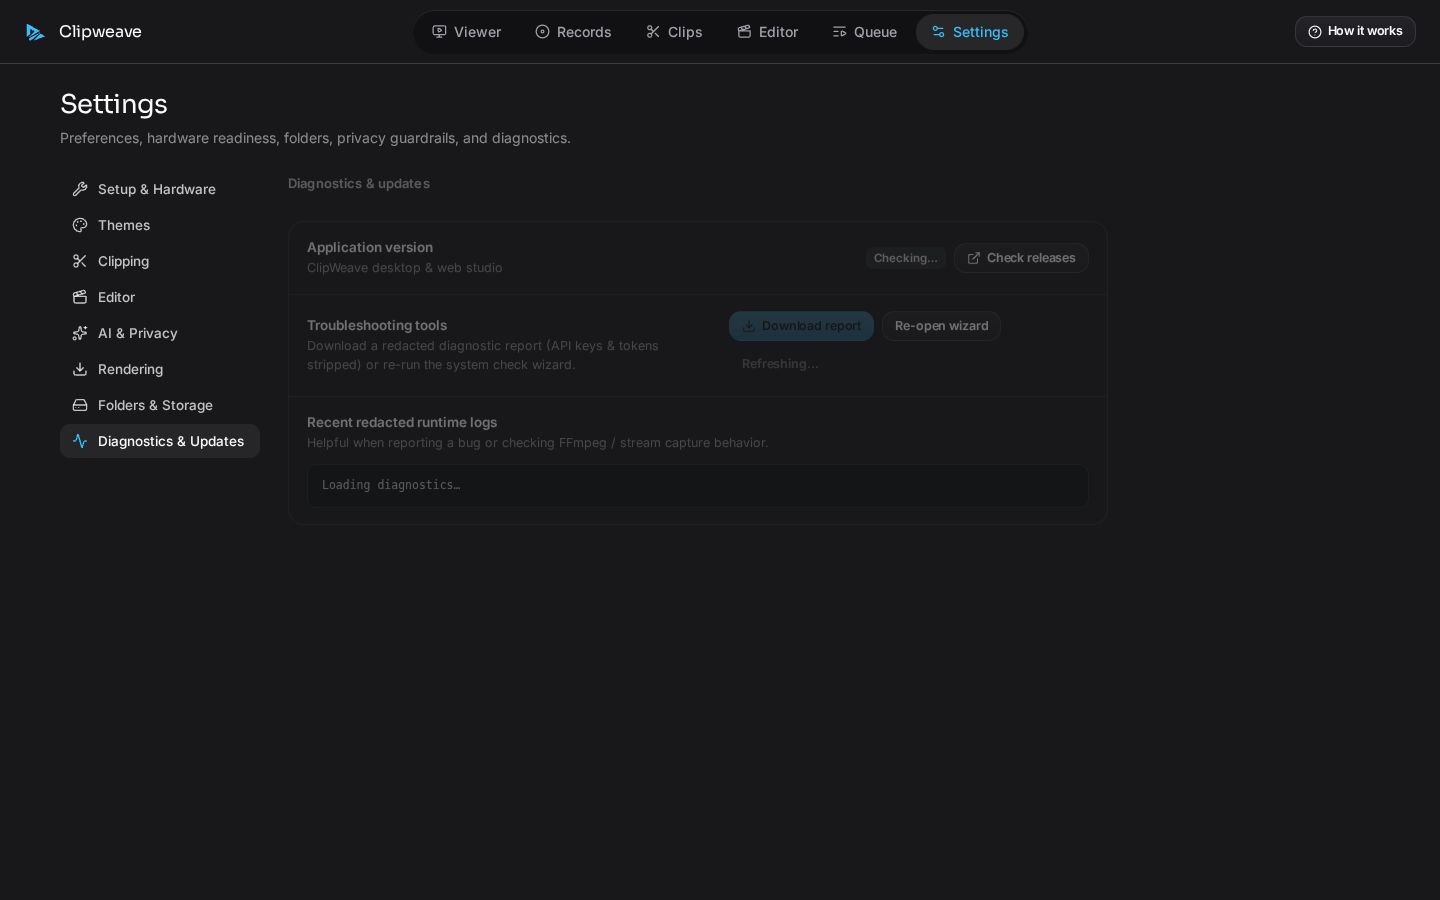 Clipweave
Viewer
Records
Clips
Editor
Queue
Settings
How it works
Settings
Preferences, hardware readiness, folders, privacy guardrails, and diagnostics.
Setup & Hardware
Themes
Clipping
Editor
AI & Privacy
Rendering
Folders & Storage
Diagnostics & Updates
Diagnostics & updates
Application version
ClipWeave desktop & web studio
Checking...
Check releases
Troubleshooting tools
Download a redacted diagnostic report (API keys & tokens
stripped) or re-run the system check wizard.
Download report
Re-open wizard
Refreshing...
Recent redacted runtime logs
Helpful when reporting a bug or checking FFmpeg / stream capture behavior.
Loading diagnostics…